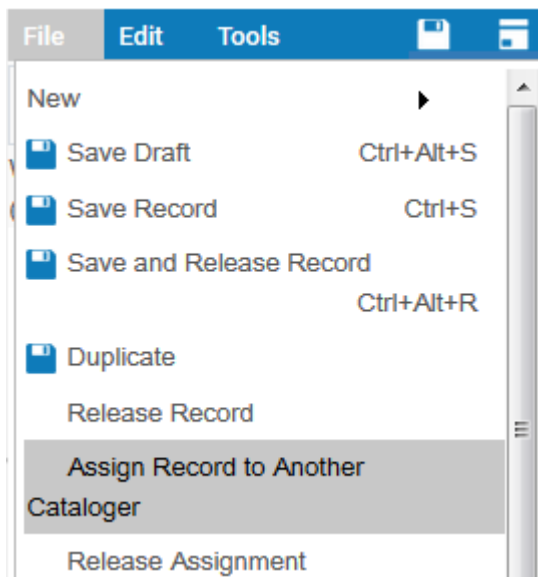 File Edit Tools
New
Save Draft Ctrl+Alt+S
Save Record Ctrl+S
Save and Release Record
Ctrl+Alt+R
Duplicate
Release Record
Assign Record to Another
Cataloger
Release Assignment